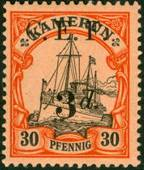 KAMERUN
C.E.F.
3d.
30 PFENNIG 30